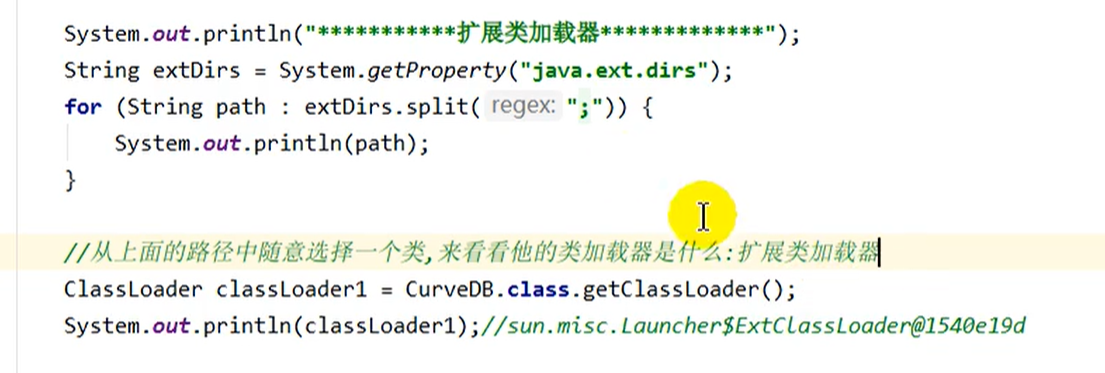 System.out.println("***********扩展类加载器*************");
String extDirs = System.getProperty("java.ext.dirs");
for (String path : extDirs.split( regex: ";")) {
System.out.println(path);
}
//从上面的路径中随意选择一个类,来看看他的类加载器是什么:扩展类加载器
ClassLoader classLoader1 = CurveDB.class.getClassLoader();
System.out.println(classLoader1);//sun.misc.Launcher$ExtClassLoader@1540e19d